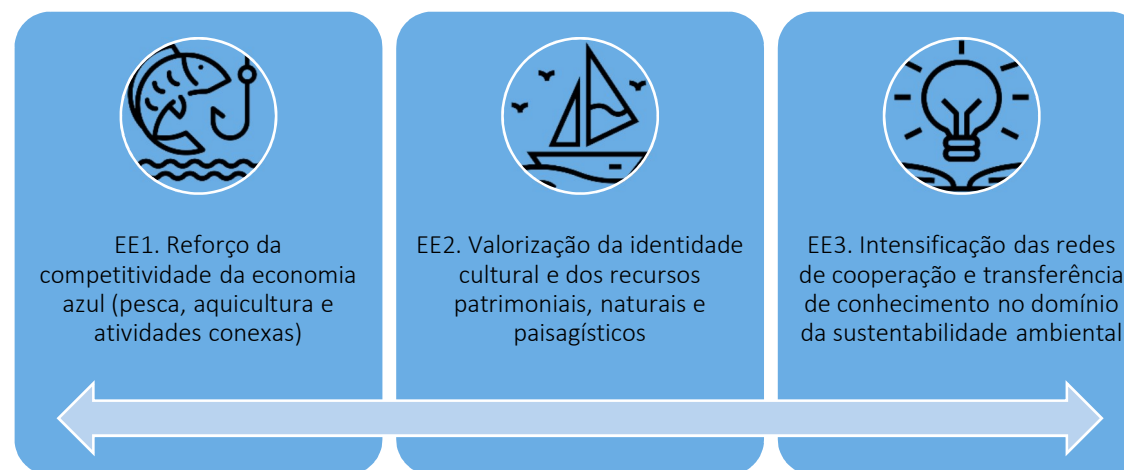 EE1. Reforço da
competitividade da economia
azul (pesca, aquicultura e
atividades conexas)
EE2. Valorização da identidade
cultural e dos recursos
patrimoniais, naturais e
paisagísticos
EE3. Intensificação das redes
de cooperação e transferência
de conhecimento no domínio
da sustentabilidade ambiental